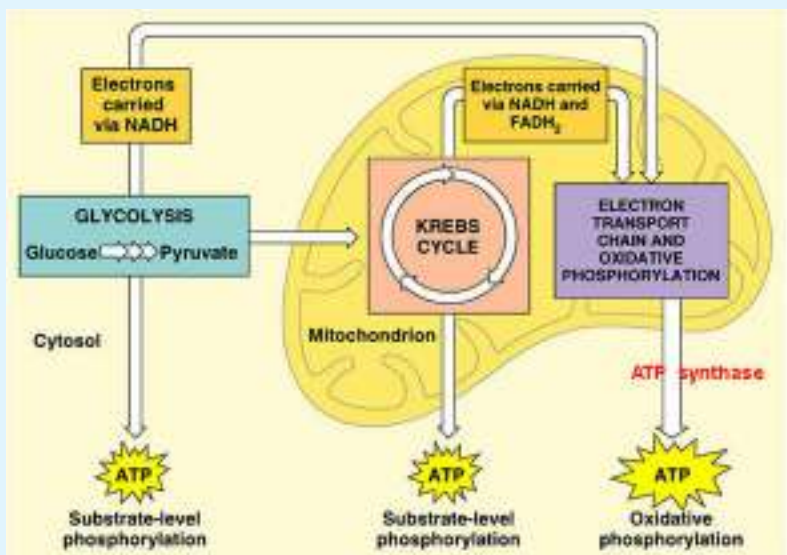 Electrons
carried
via NADH
Electrons carried
via NADH and
FADH₂
GLYCOLYSIS
Glucose Pyruvate
KREBS
CYCLE
ELECTRON
TRANSPORT
CHAIN AND
OXIDATIVE
PHOSPHORYLATION
Cytosol
Mitochondrion
ATP synthase
ATP
Substrate-level
phosphorylation
ATP
Substrate-level
phosphorylation
ATP
Oxidative
phosphorylation